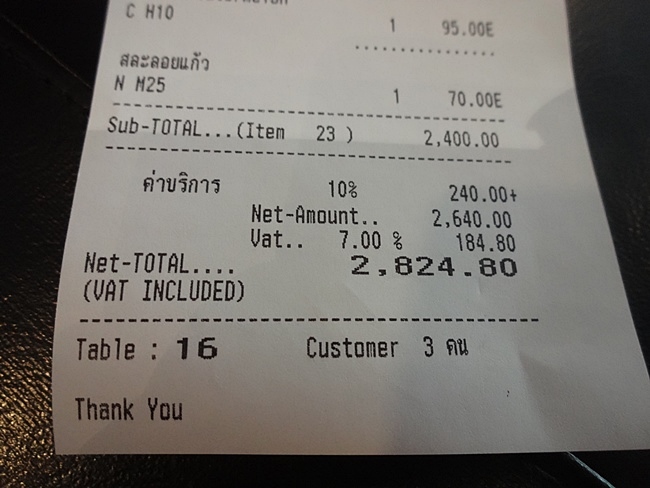 C H10 1 95.00E
สละลอยแก้ว
N M25 1 70.00E
Sub-TOTAL...(Item 23 ) 2,400.00
ค่าบริการ 10% 240.00+
Net-Amount.. 2,640.00
Vat.. 7.00 % 184.80
Net-TOTAL.... 2,824.80
(VAT INCLUDED)
Table : 16 Customer 3 คน
Thank You